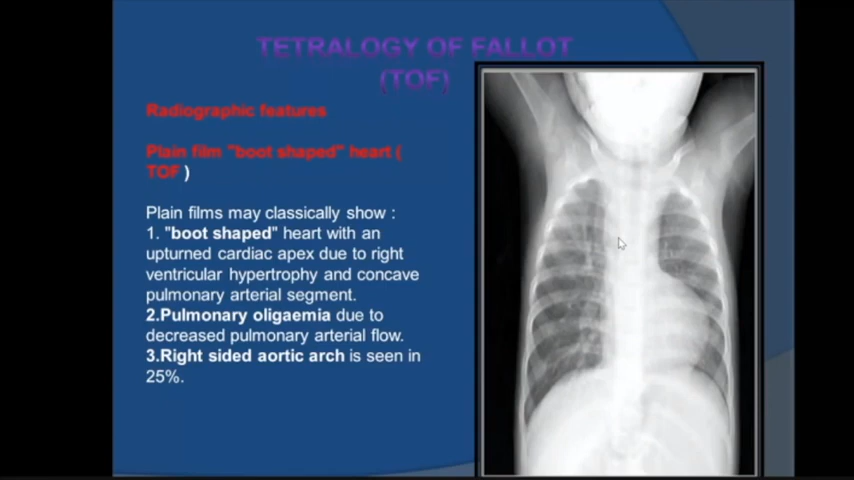 TETRALOGY OF FALLOT
(TOF)
Radiographic features
Plain film "boot shaped" heart (
TOF )
Plain films may classically show :
1. "boot shaped" heart with an
upturned cardiac apex due to right
ventricular hypertrophy and concave
pulmonary arterial segment.
2.Pulmonary oligaemia due to
decreased pulmonary arterial flow.
3.Right sided aortic arch is seen in
25%.